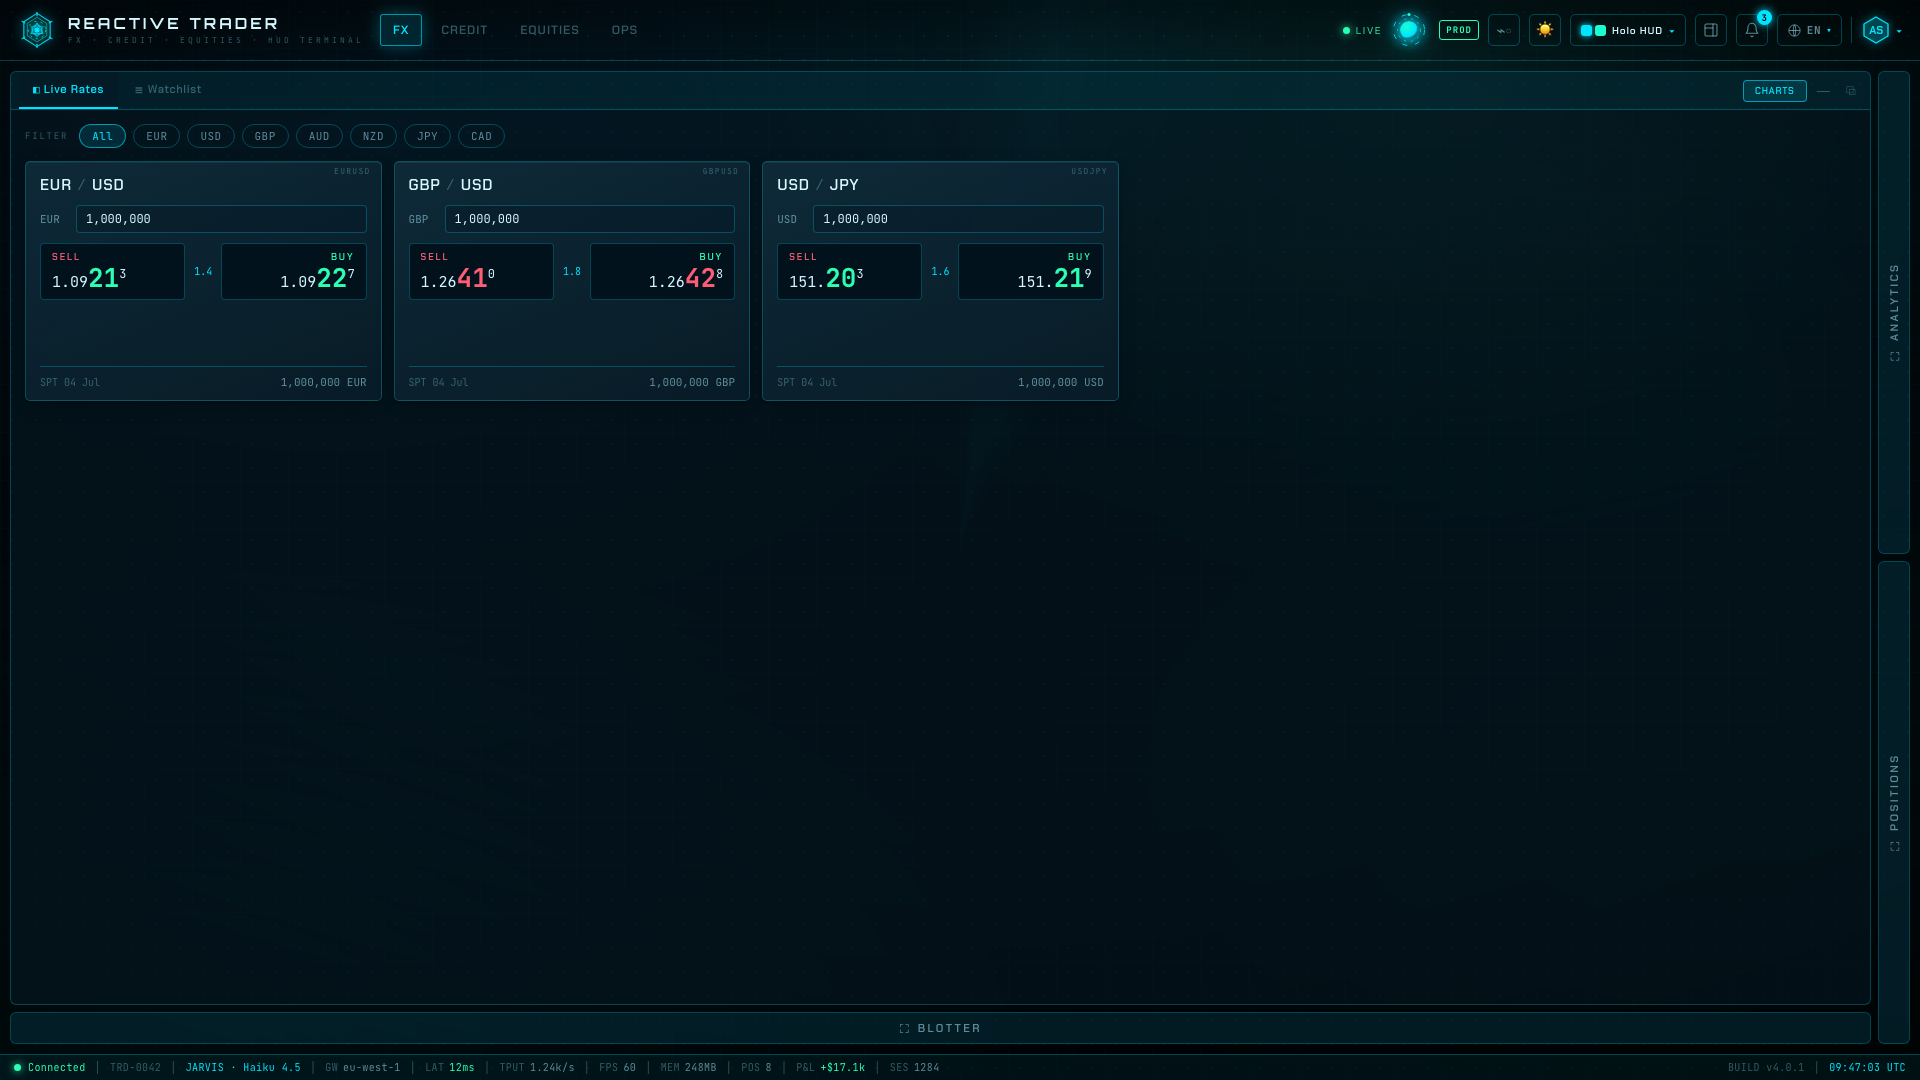 REACTIVE TRADER
FX · CREDIT · EQUITIES · HUD TERMINAL
FX CREDIT EQUITIES OPS
LIVE PROD Holo HUD 3 EN AS
Live Rates Watchlist CHARTS
FILTER All EUR USD GBP AUD NZD JPY CAD
EURUSD
EUR / USD
EUR 1,000,000
SELL 1.4 BUY
1.09213 1.09227
SPT 04 Jul 1,000,000 EUR
GBPUSD
GBP / USD
GBP 1,000,000
SELL 1.8 BUY
1.26410 1.26428
SPT 04 Jul 1,000,000 GBP
USDJPY
USD / JPY
USD 1,000,000
SELL 1.6 BUY
151.203 151.219
SPT 04 Jul 1,000,000 USD
ANALYTICS
POSITIONS
BLOTTER
Connected TRD-0042 JARVIS · Haiku 4.5 GW eu-west-1 LAT 12ms TPUT 1.24k/s FPS 60 MEM 248MB POS 8 P&L +$17.1k SES 1284 BUILD v4.0.1 09:47:03 UTC